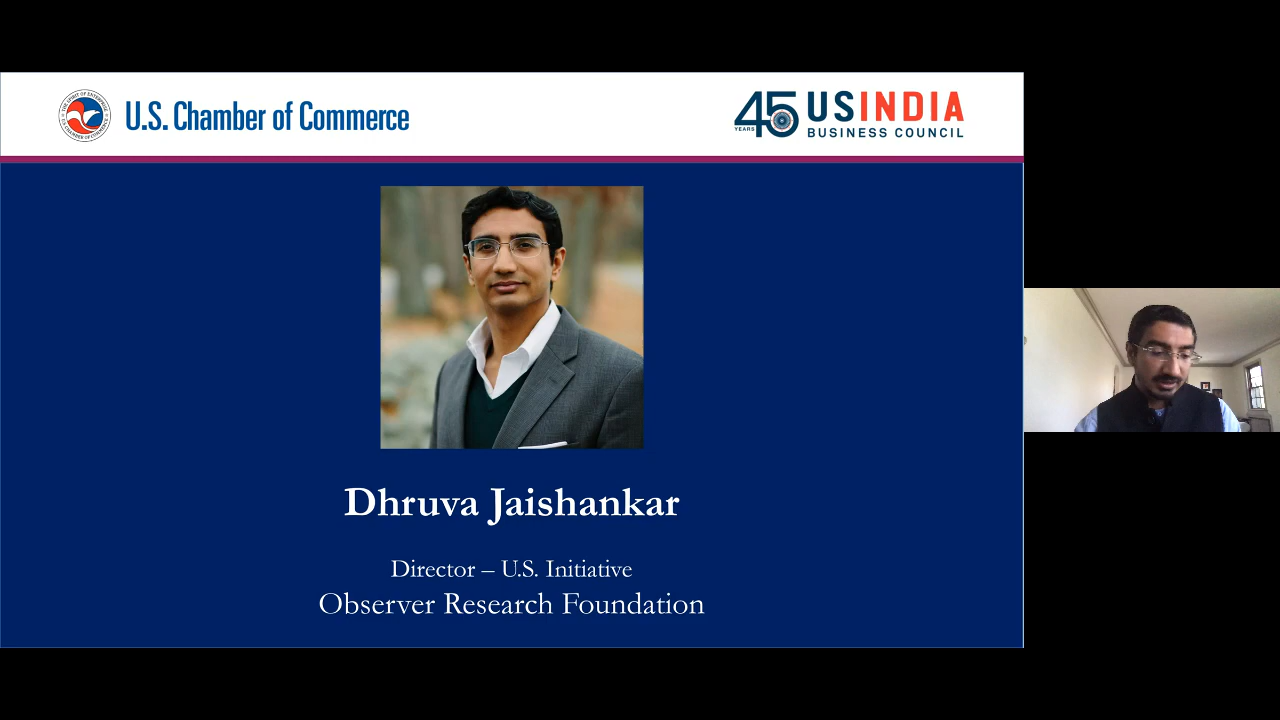 U.S. Chamber of Commerce
45 YEARS
USINDIA
BUSINESS COUNCIL
Dhruva Jaishankar
Director – U.S. Initiative
Observer Research Foundation